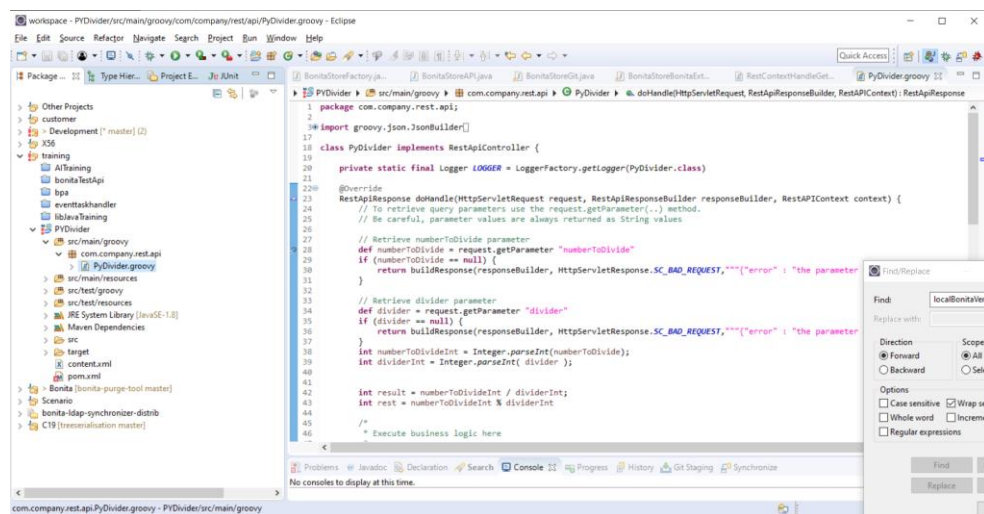 workspace - PYDivider/src/main/groovy/com/company/rest/api/PyDivider.groovy - Eclipse
File Edit Source Refactor Navigate Search Project Run Window Help
Quick Access
Package ... Type Hier... Project E... JUnit
BonitaStoreFactory.ja... BonitaStoreAPI.java BonitaStoreGit.java BonitaStoreBonitaExt... RestContextHandleGet... PyDivider.groovy
PYDivider src/main/groovy com.company.rest.api PyDivider doHandle(HttpServletRequest, RestApiResponseBuilder, RestAPIContext) : RestApiResponse
Other Projects
customer
> Development [* master] (2)
X56
training
AITraining
bonitaTestApi
bpa
eventtaskhandler
libJavaTraining
PYDivider
src/main/groovy
com.company.rest.api
PyDivider.groovy
src/main/resources
src/test/groovy
src/test/resources
JRE System Library [JavaSE-1.8]
Maven Dependencies
src
target
content.xml
pom.xml
> Bonita [bonita-purge-tool master]
Scenario
bonita-ldap-synchronizer-distrib
C19 [treeserialisation master]
1 package com.company.rest.api;
2
3 import groovy.json.JsonBuilder
17
18 class PyDivider implements RestApiController {
19
20 private static final Logger LOGGER = LoggerFactory.getLogger(PyDivider.class)
21
22 @Override
23 RestApiResponse doHandle(HttpServletRequest request, RestApiResponseBuilder responseBuilder, RestAPIContext context) {
24 // To retrieve query parameters use the request.getParameter(..) method.
25 // Be careful, parameter values are always returned as String values
26
27 // Retrieve numberToDivide parameter
28 def numberToDivide = request.getParameter "numberToDivide"
29 if (numberToDivide == null) {
30 return buildResponse(responseBuilder, HttpServletResponse.SC_BAD_REQUEST,"""{"error" : "the parameter
31 }
32
33 // Retrieve divider parameter
34 def divider = request.getParameter "divider"
35 if (divider == null) {
36 return buildResponse(responseBuilder, HttpServletResponse.SC_BAD_REQUEST,"""{"error" : "the parameter
37 }
38 int numberToDivideInt = Integer.parseInt(numberToDivide);
39 int dividerInt = Integer.parseInt( divider );
40
41
42 int result = numberToDivideInt / dividerInt;
43 int rest = numberToDivideInt % dividerInt
44
45 /*
46 * Execute business logic here
Find/Replace
Find: localBonitaVer
Replace with:
Direction Scope
Forward All
Backward Sele
Options
Case sensitive Wrap se
Whole word Increme
Regular expressions
Find
Replace
Problems Javadoc Declaration Search Console Progress History Git Staging Synchronize
No consoles to display at this time.
com.company.rest.api.PyDivider.groovy - PYDivider/src/main/groovy